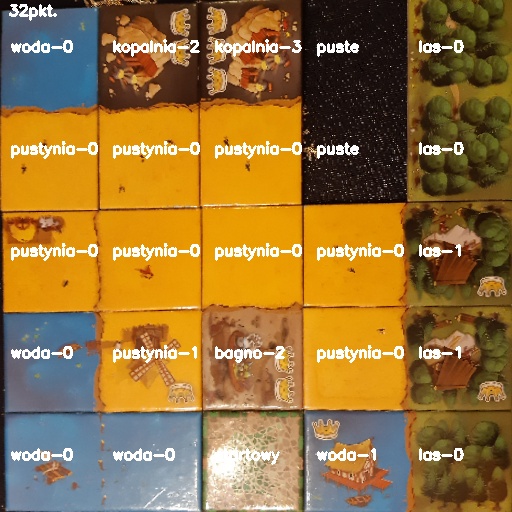 32pkt.
woda-0 kopalnia-2 kopalnia-3 puste las-0
pustynia-0 pustynia-0 pustynia-0 puste las-0
pustynia-0 pustynia-0 pustynia-0 pustynia-0 las-1
woda-0 pustynia-1 bagno-2 pustynia-0 las-1
woda-0 woda-0 startowy woda-1 las-0